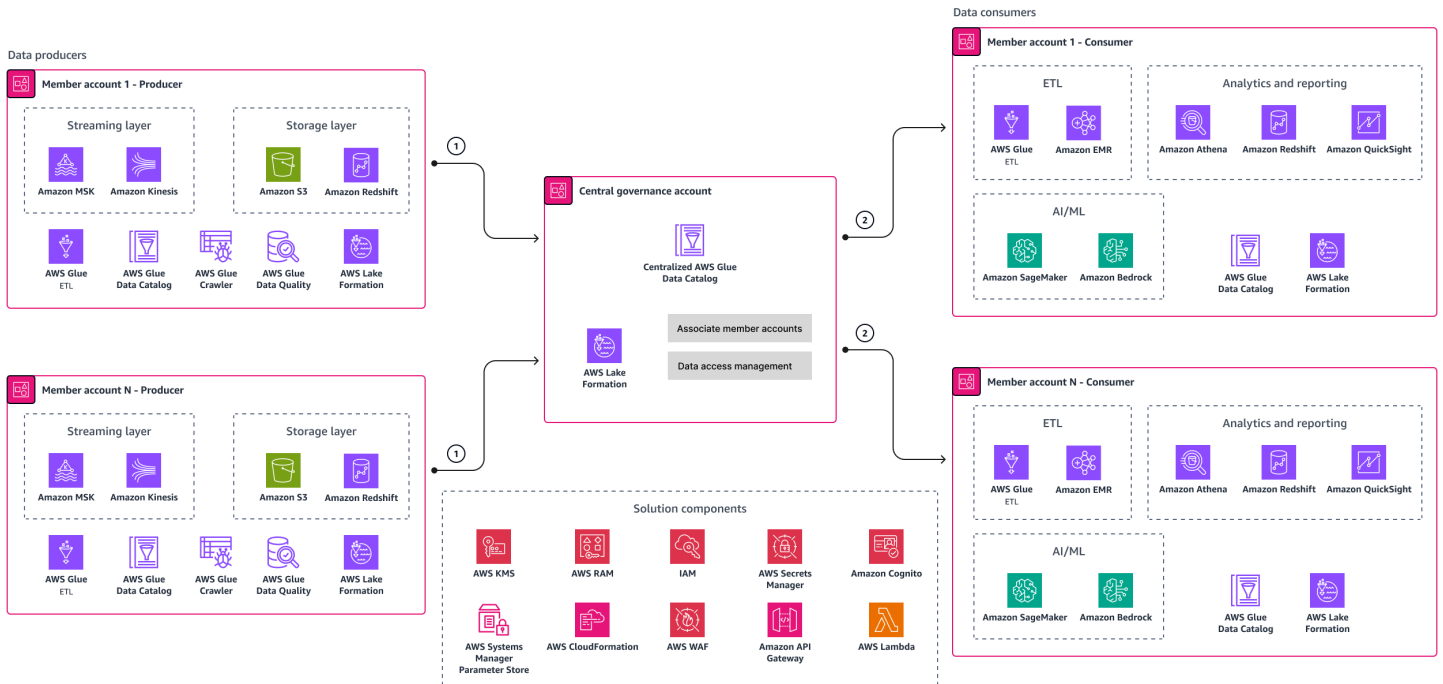 Data producers
Member account 1 - Producer
Streaming layer
Storage layer
Amazon MSK
Amazon Kinesis
Amazon S3
Amazon Redshift
AWS Glue
ETL
AWS Glue
Data Catalog
AWS Glue
Crawler
AWS Glue
Data Quality
AWS Lake
Formation
Member account N - Producer
Streaming layer
Storage layer
Amazon MSK
Amazon Kinesis
Amazon S3
Amazon Redshift
AWS Glue
ETL
AWS Glue
Data Catalog
AWS Glue
Crawler
AWS Glue
Data Quality
AWS Lake
Formation
1
1
Central governance account
Centralized AWS Glue
Data Catalog
AWS Lake
Formation
Associate member accounts
Data access management
2
2
Solution components
AWS KMS
AWS RAM
IAM
AWS Secrets
Manager
Amazon Cognito
AWS Systems
Manager
Parameter Store
AWS CloudFormation
AWS WAF
Amazon API
Gateway
AWS Lambda
Data consumers
Member account 1 - Consumer
ETL
AWS Glue
ETL
Amazon EMR
Analytics and reporting
Amazon Athena
Amazon Redshift
Amazon QuickSight
AI/ML
Amazon SageMaker
Amazon Bedrock
AWS Glue
Data Catalog
AWS Lake
Formation
Member account N - Consumer
ETL
AWS Glue
ETL
Amazon EMR
Analytics and reporting
Amazon Athena
Amazon Redshift
Amazon QuickSight
AI/ML
Amazon SageMaker
Amazon Bedrock
AWS Glue
Data Catalog
AWS Lake
Formation